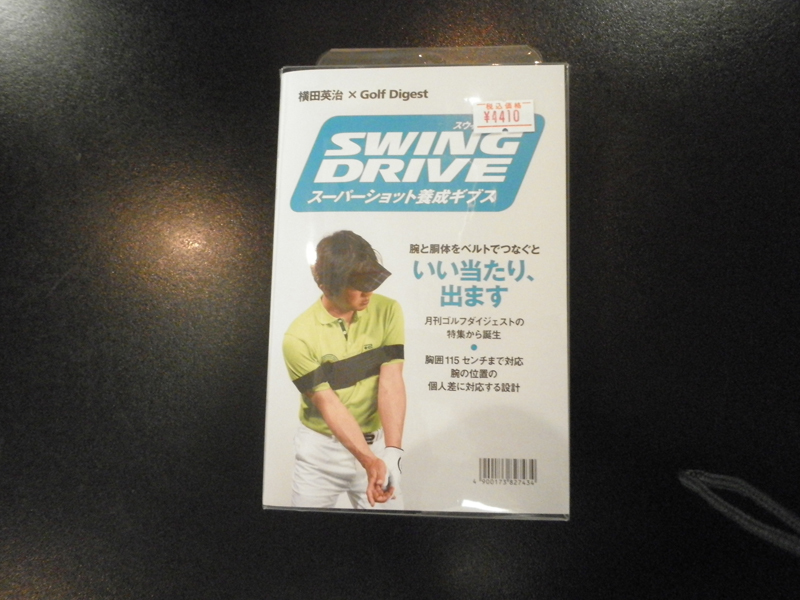 横田英治 × Golf Digest
税込価格
¥4410
スウ
SWING
DRIVE
スーパーショット養成ギブス
腕と胴体をベルトでつなぐと
いい当たり、
出ます
月刊ゴルフダイジェストの
特集から誕生
胸囲115センチまで対応
腕の位置の
個人差に対応する設計
4 900173 827434